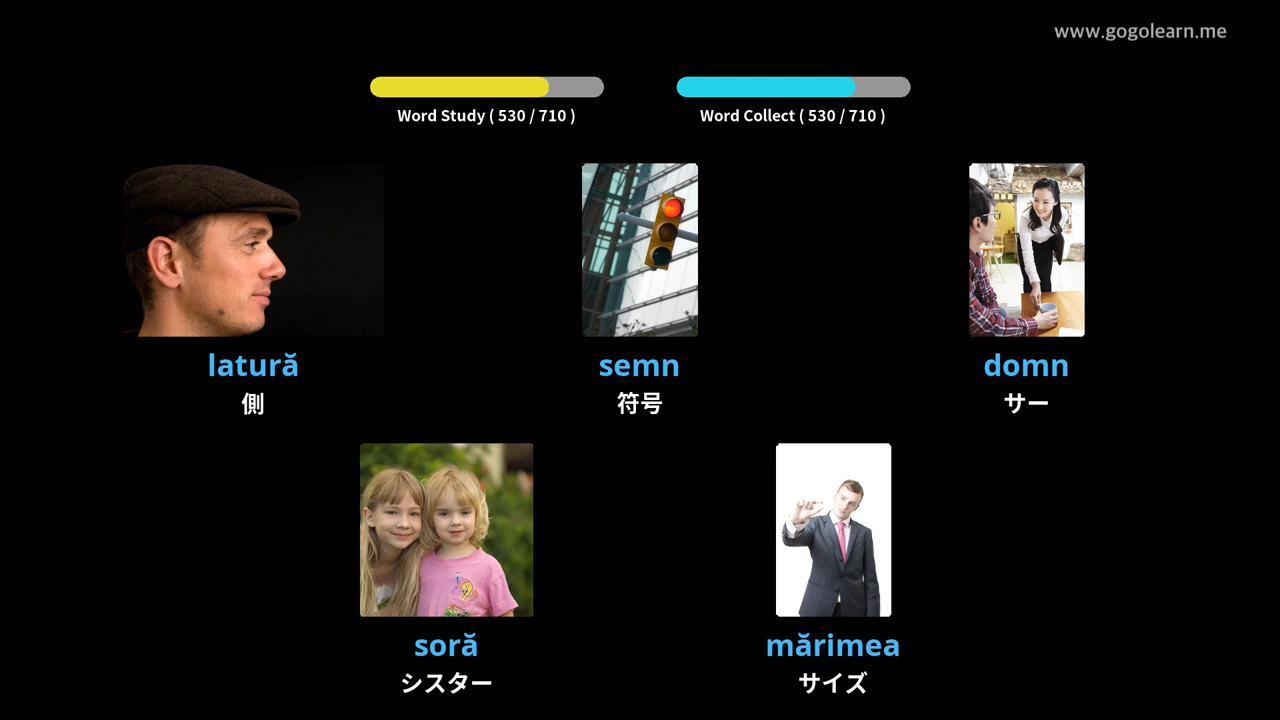 www.gogolearn.me
Word Study ( 530 / 710 )
Word Collect ( 530 / 710 )
latură
側
semn
符号
domn
サー
soră
シスター
mărimea
サイズ